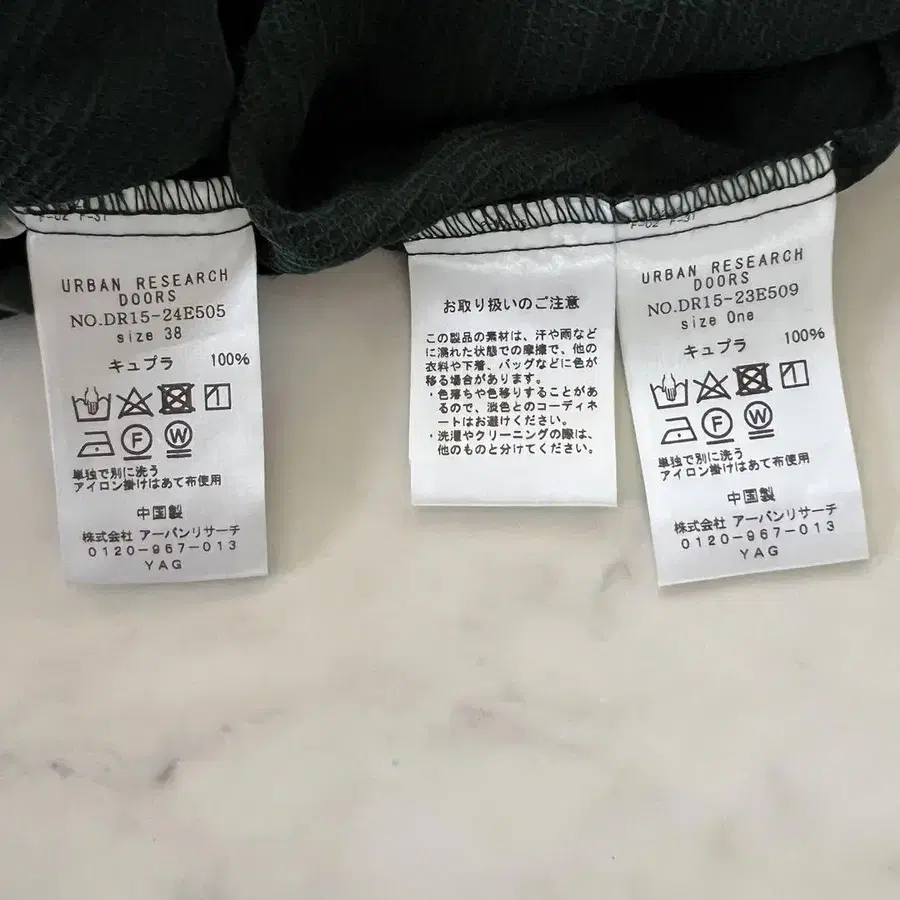 F-02 F-31
URBAN RESEARCH
DOORS
NO.DR15-24E505
size 38
キュプラ 100%
F W
単独で別に洗う
アイロン掛けはあて布使用
中国製
株式会社 アーバンリサーチ
0120-967-013
YAG
お取り扱いのご注意
この製品の素材は、汗や雨など
に濡れた状態での摩擦で、他の
衣料や下着、バッグなどに色が
移る場合があります。
・色落ちや色移りすることがあ
るので、淡色とのコーディネ
ートはお避けください。
・洗濯やクリーニングの際は、
他のものと分けてください。
F-02 F-31
URBAN RESEARCH
DOORS
NO.DR15-23E509
size One
キュプラ 100%
F W
単独で別に洗う
アイロン掛けはあて布使用
中国製
株式会社 アーバンリサーチ
0120-967-013
YAG